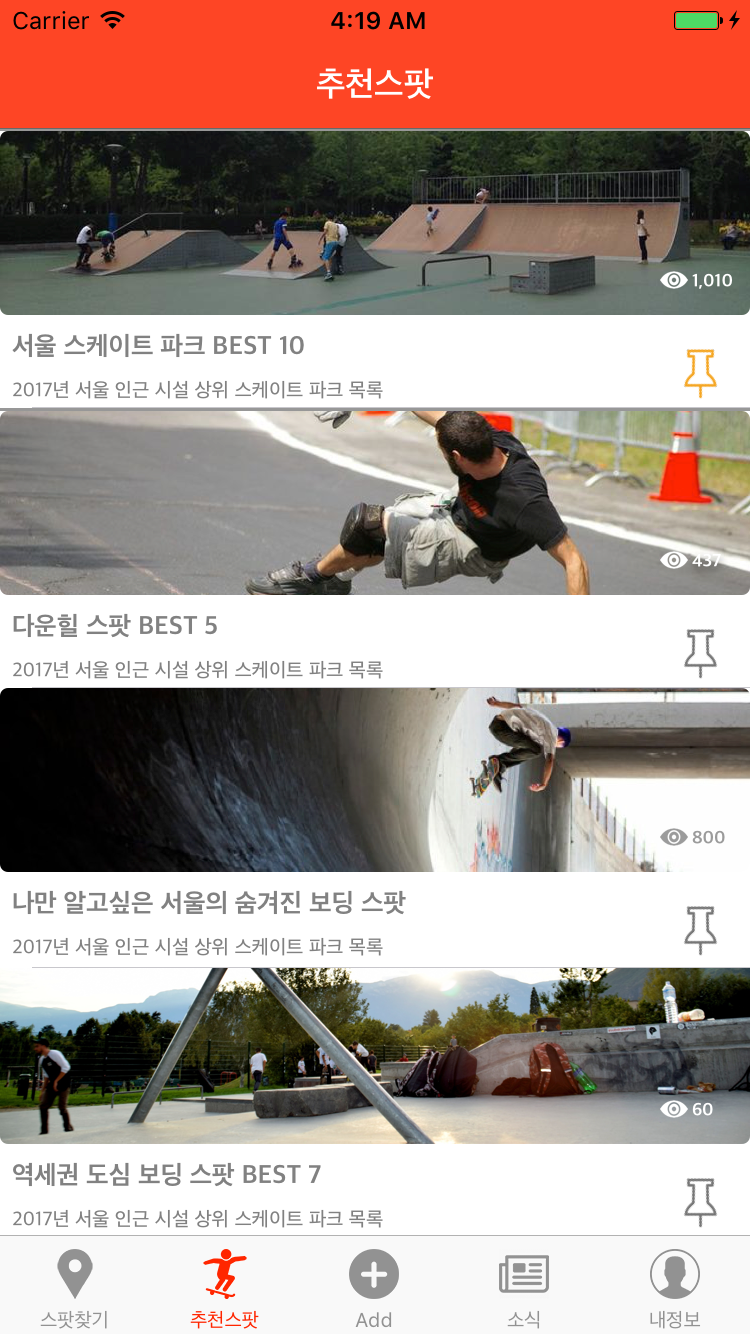 Carrier 4:19 AM
추천스팟
1,010
서울 스케이트 파크 BEST 10
2017년 서울 인근 시설 상위 스케이트 파크 목록
437
다운힐 스팟 BEST 5
2017년 서울 인근 시설 상위 스케이트 파크 목록
800
나만 알고싶은 서울의 숨겨진 보딩 스팟
2017년 서울 인근 시설 상위 스케이트 파크 목록
60
역세권 도심 보딩 스팟 BEST 7
2017년 서울 인근 시설 상위 스케이트 파크 목록
스팟찾기 추천스팟 Add 소식 내정보